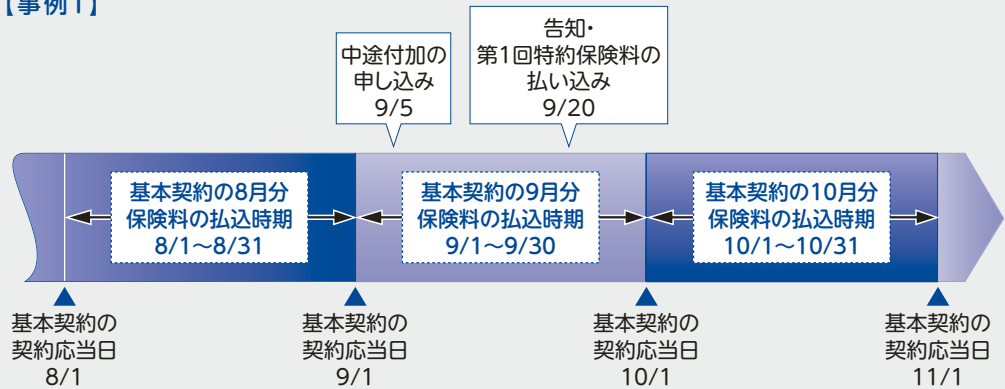 【事例1】
中途付加の
申し込み
9/5
告知・
第1回特約保険料の
払い込み
9/20
基本契約の8月分
保険料の払込時期
8/1～8/31
基本契約の9月分
保険料の払込時期
9/1～9/30
基本契約の10月分
保険料の払込時期
10/1～10/31
基本契約の
契約応当日
8/1
基本契約の
契約応当日
9/1
基本契約の
契約応当日
10/1
基本契約の
契約応当日
11/1